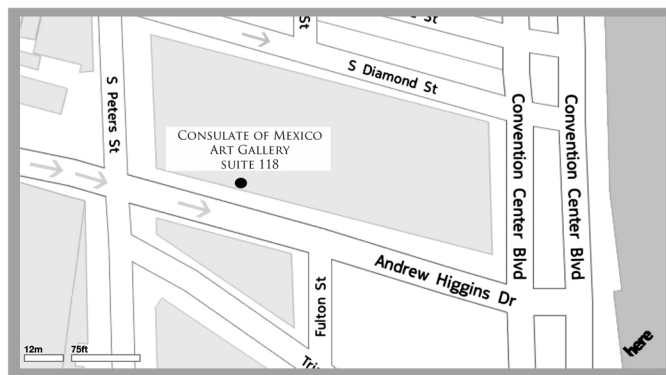 St
St
S Diamond St
S Peters St
CONSULATE OF MEXICO
ART GALLERY
SUITE 118
Convention Center Blvd
Convention Center Blvd
Andrew Higgins Dr
Fulton St
12m
75ft
here